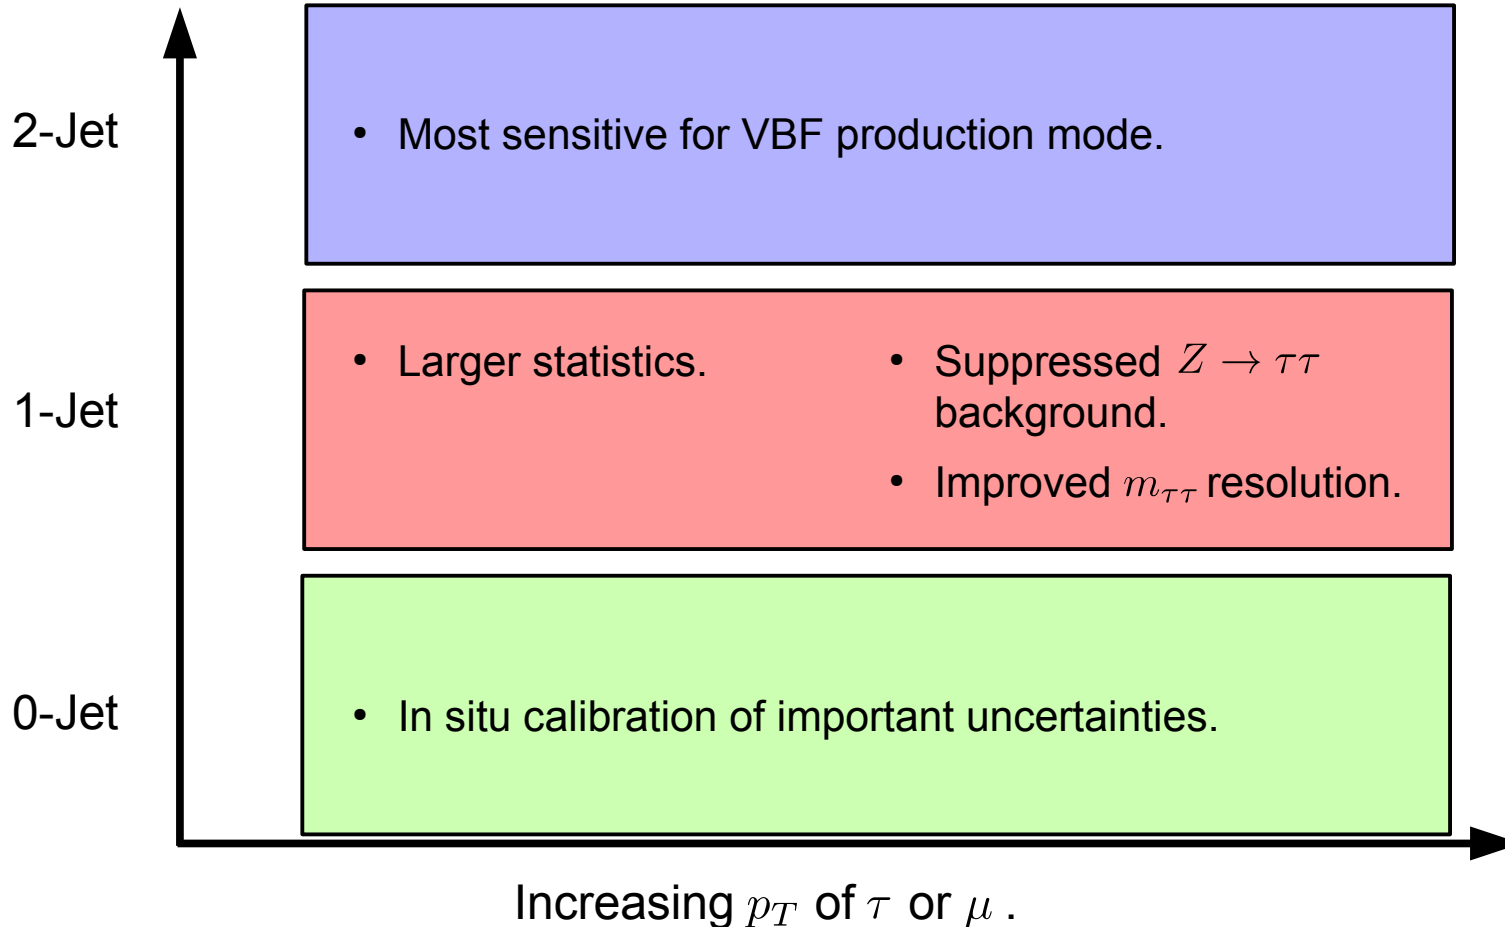 2-Jet
• Most sensitive for VBF production mode.
1-Jet
• Larger statistics.
• Suppressed Z → ττ
background.
• Improved m_ττ resolution.
0-Jet
• In situ calibration of important uncertainties.
Increasing p_T of τ or μ .